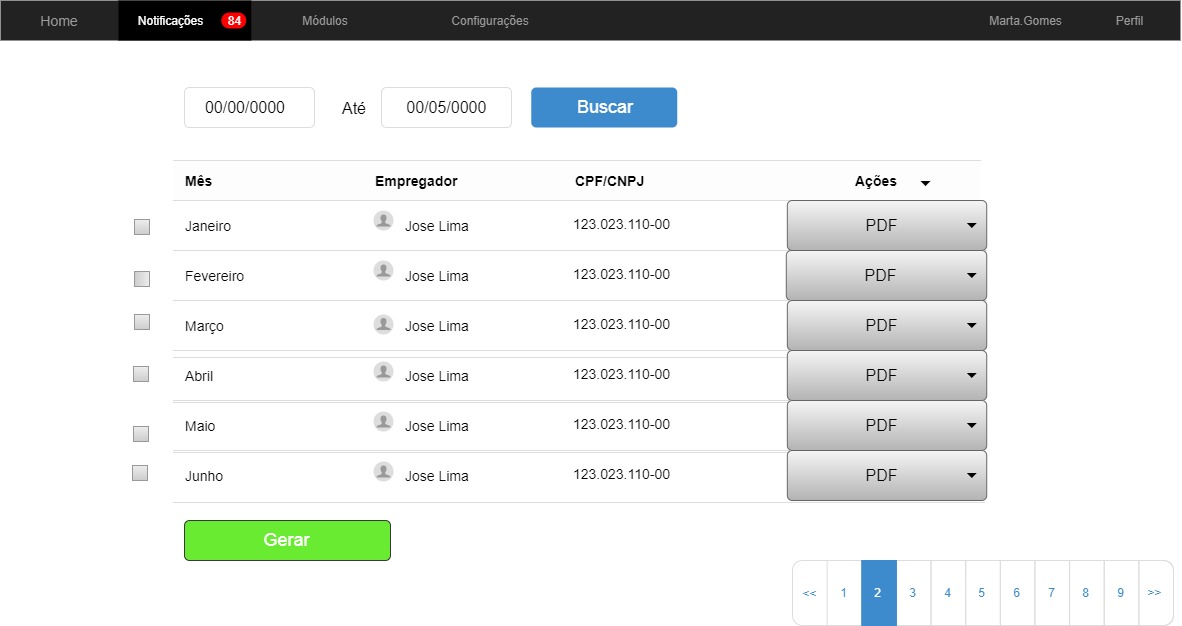 Home Notificações 84 Módulos Configurações Marta.Gomes Perfil
00/00/0000 Até 00/05/0000 Buscar
Mês Empregador CPF/CNPJ Ações
Janeiro Jose Lima 123.023.110-00 PDF
Fevereiro Jose Lima 123.023.110-00 PDF
Março Jose Lima 123.023.110-00 PDF
Abril Jose Lima 123.023.110-00 PDF
Maio Jose Lima 123.023.110-00 PDF
Junho Jose Lima 123.023.110-00 PDF
Gerar
<< 1 2 3 4 5 6 7 8 9 >>